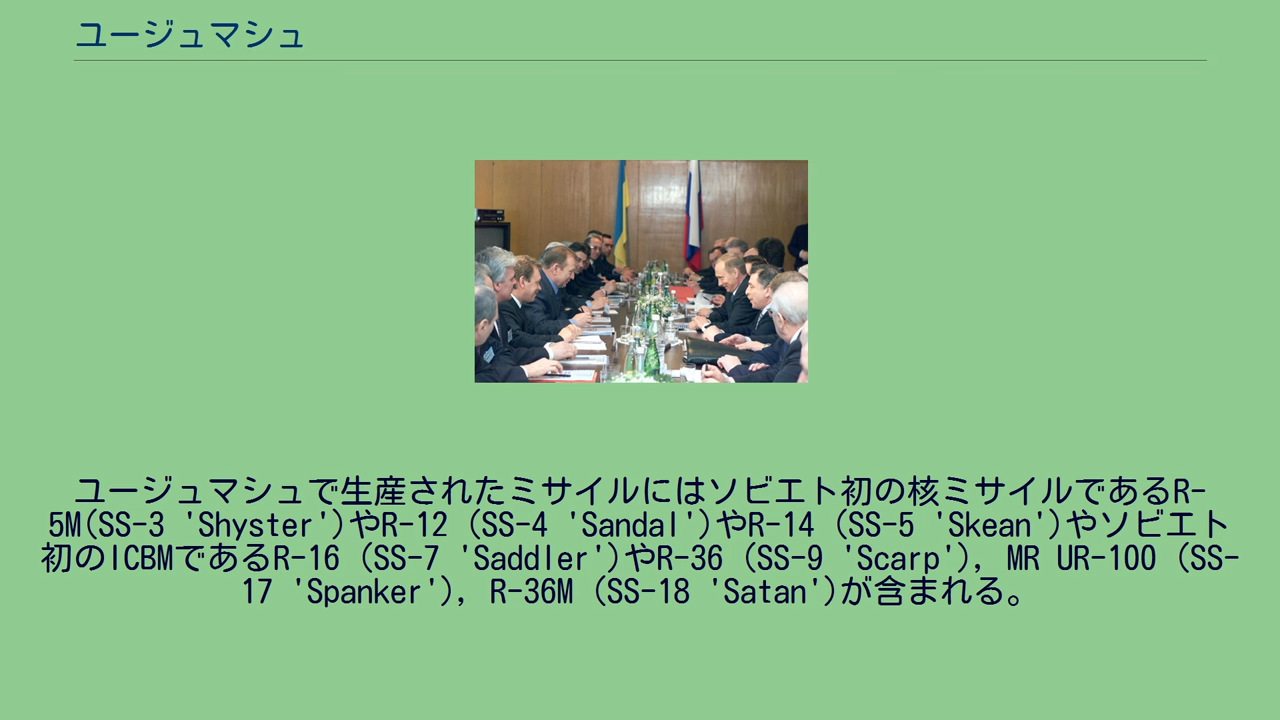 ユージュマシュ
ユージュマシュで生産されたミサイルにはソビエト初の核ミサイルであるR-
5M(SS-3 'Shyster')やR-12 (SS-4 'Sandal')やR-14 (SS-5 'Skean')やソビエト
初のICBMであるR-16 (SS-7 'Saddler')やR-36 (SS-9 'Scarp'), MR UR-100 (SS-
17 'Spanker'), R-36M (SS-18 'Satan')が含まれる。